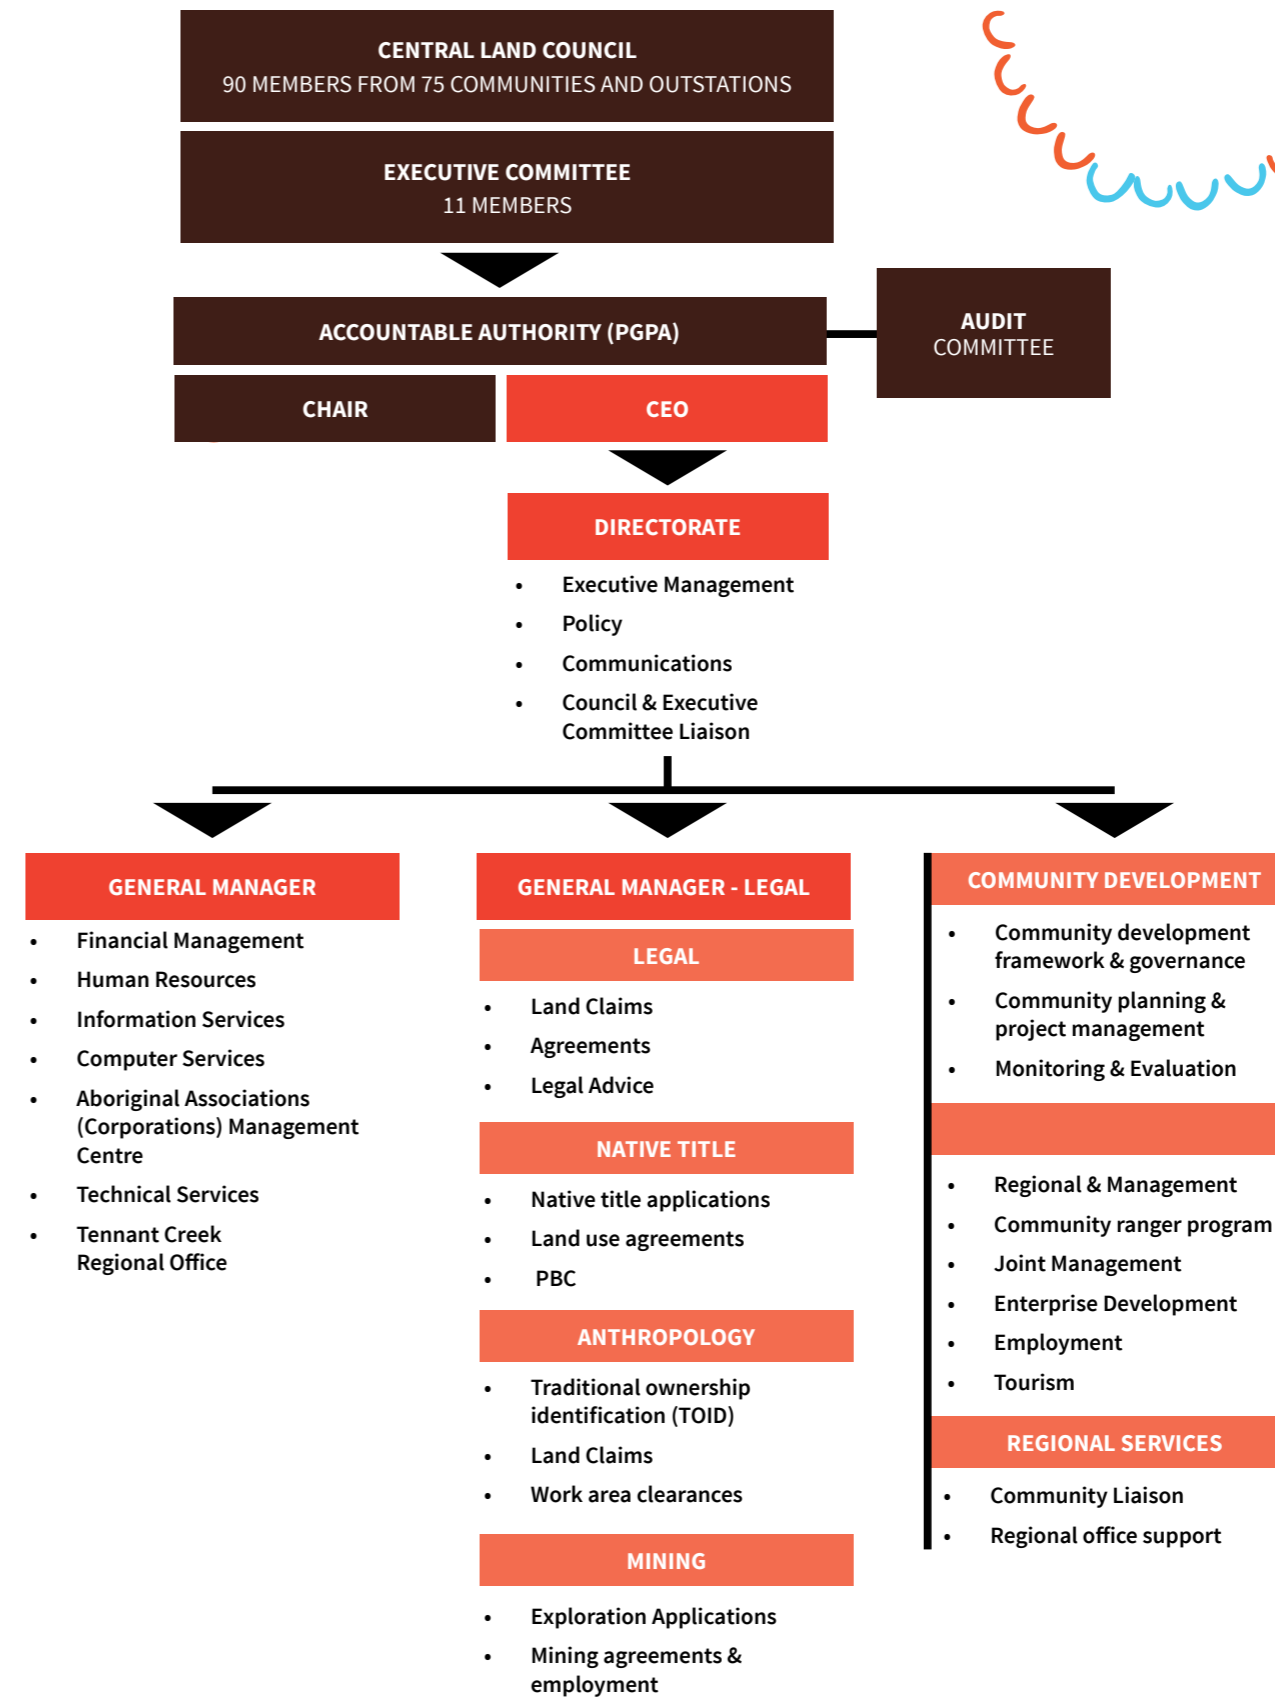 CENTRAL LAND COUNCIL
90 MEMBERS FROM 75 COMMUNITIES AND OUTSTATIONS
EXECUTIVE COMMITTEE
11 MEMBERS
ACCOUNTABLE AUTHORITY (PGPA)
AUDIT
COMMITTEE
CHAIR
CEO
DIRECTORATE
• Executive Management
• Policy
• Communications
• Council & Executive
Committee Liaison
GENERAL MANAGER
• Financial Management
• Human Resources
• Information Services
• Computer Services
• Aboriginal Associations
(Corporations) Management
Centre
• Technical Services
• Tennant Creek
Regional Office
GENERAL MANAGER - LEGAL
LEGAL
• Land Claims
• Agreements
• Legal Advice
NATIVE TITLE
• Native title applications
• Land use agreements
• PBC
ANTHROPOLOGY
• Traditional ownership
identification (TOID)
• Land Claims
• Work area clearances
MINING
• Exploration Applications
• Mining agreements &
employment
COMMUNITY DEVELOPMENT
• Community development
framework & governance
• Community planning &
project management
• Monitoring & Evaluation
• Regional & Management
• Community ranger program
• Joint Management
• Enterprise Development
• Employment
• Tourism
REGIONAL SERVICES
• Community Liaison
• Regional office support